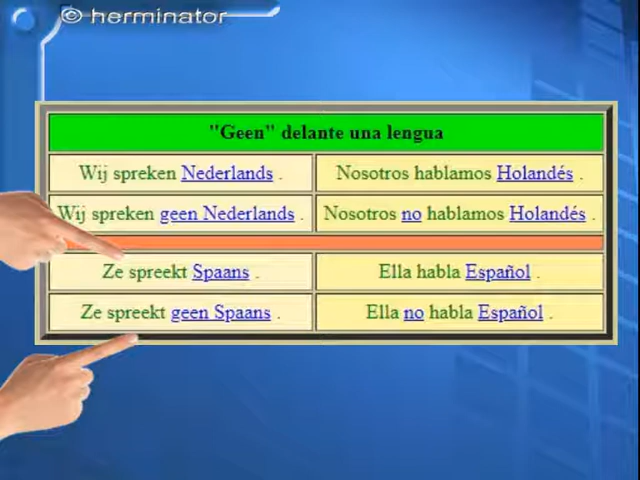 © herminator
"Geen" delante una lengua
Wij spreken Nederlands . Nosotros hablamos Holandés .
Wij spreken geen Nederlands . Nosotros no hablamos Holandés .
Ze spreekt Spaans . Ella habla Español .
Ze spreekt geen Spaans . Ella no habla Español .